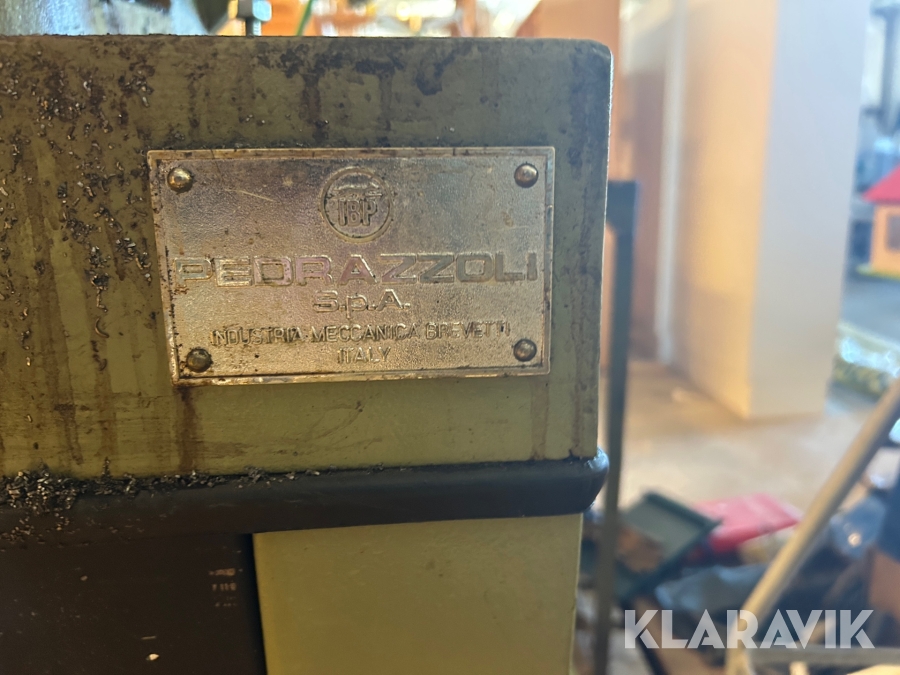 IBP
PEDRAZZOLI
S.p.A.
INDUSTRIA MECCANICA BREVETTI
ITALY
KLARAVIK